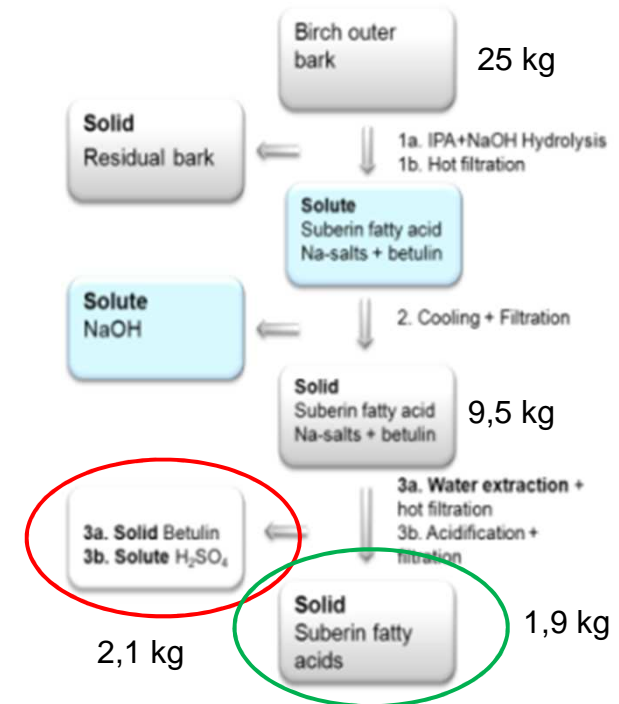 Birch outer
bark
25 kg
Solid
Residual bark
1a. IPA+NaOH Hydrolysis
1b. Hot filtration
Solute
Suberin fatty acid
Na-salts + betulin
Solute
NaOH
2. Cooling + Filtration
Solid
Suberin fatty acid
Na-salts + betulin
9,5 kg
3a. Water extraction +
hot filtration
3b. Acidification +
filtration
3a. Solid Betulin
3b. Solute H₂SO₄
2,1 kg
Solid
Suberin fatty
acids
1,9 kg